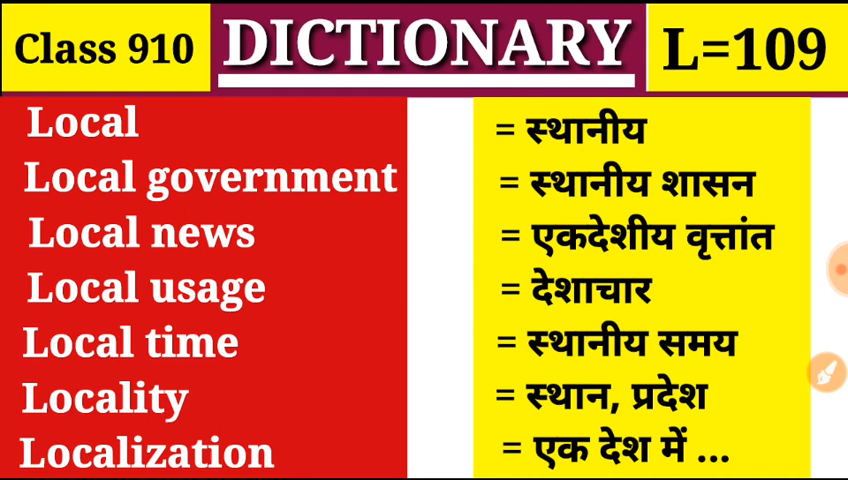 Class 910 DICTIONARY L=109
Local = स्थानीय
Local government = स्थानीय शासन
Local news = एकदेशीय वृत्तांत
Local usage = देशाचार
Local time = स्थानीय समय
Locality = स्थान, प्रदेश
Localization = एक देश में ...